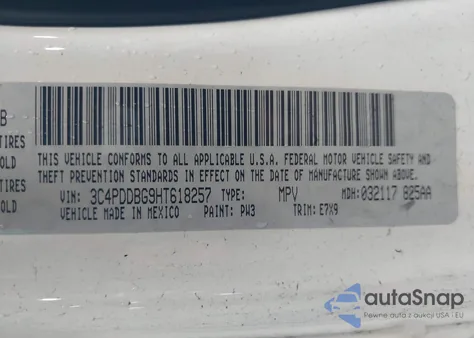 B
TIRES
OLD
TIRES
OLD
THIS VEHICLE CONFORMS TO ALL APPLICABLE U.S.A. FEDERAL MOTOR VEHICLE SAFETY AND
THEFT PREVENTION STANDARDS IN EFFECT ON THE DATE OF MANUFACTURE SHOWN ABOVE.
VIN: 3C4PDDBG9HT618257 TYPE: MPV MDH: 032117 825AA
VEHICLE MADE IN MEXICO PAINT: PW3 TRIM: E7X9
autoSnap
Pewne auta z aukcji USA i EU